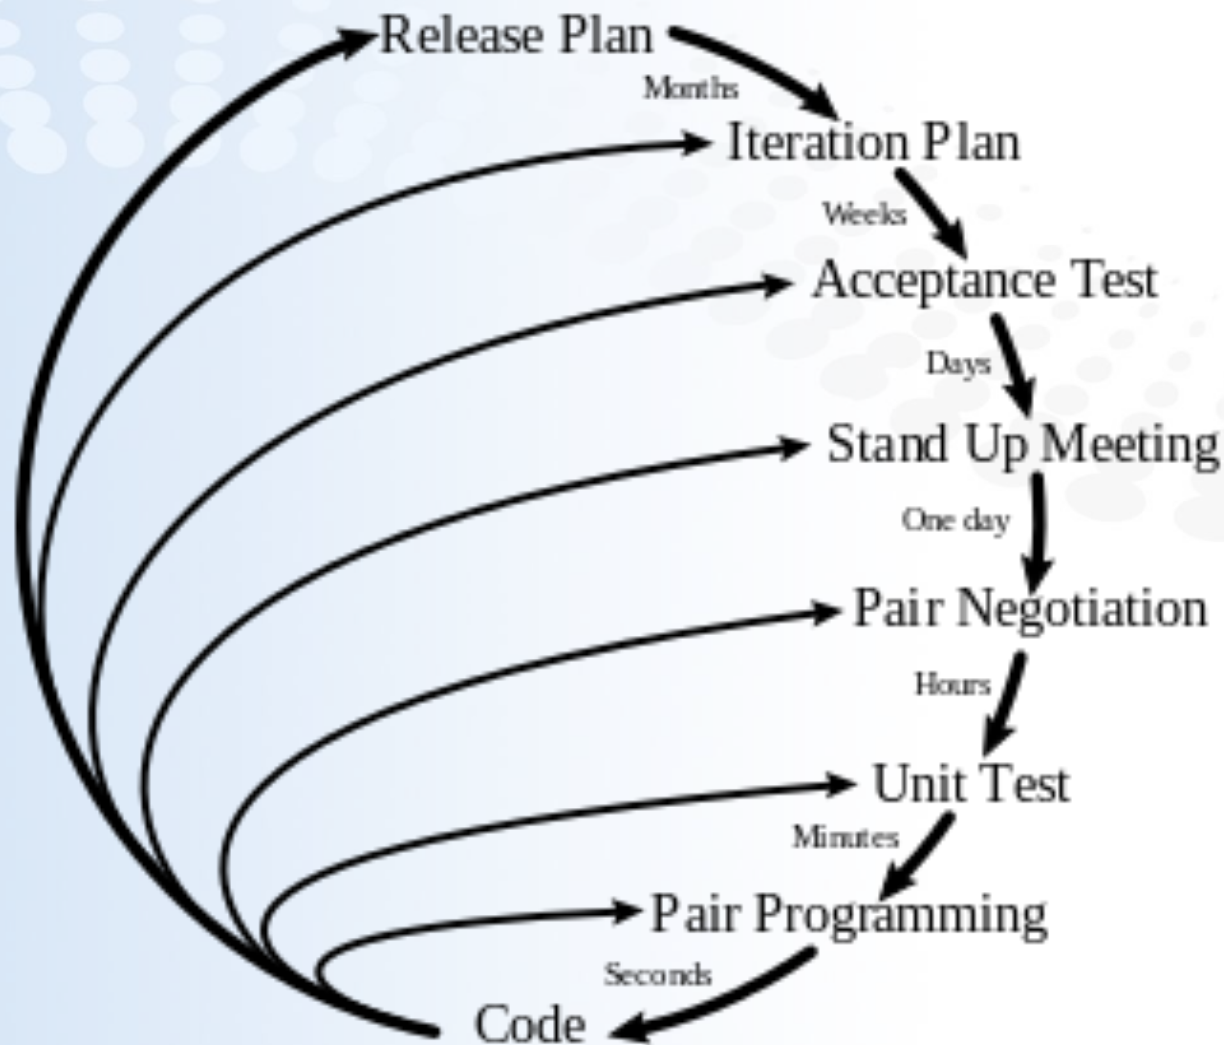 Release Plan
Months
Iteration Plan
Weeks
Acceptance Test
Days
Stand Up Meeting
One day
Pair Negotiation
Hours
Unit Test
Minutes
Pair Programming
Seconds
Code